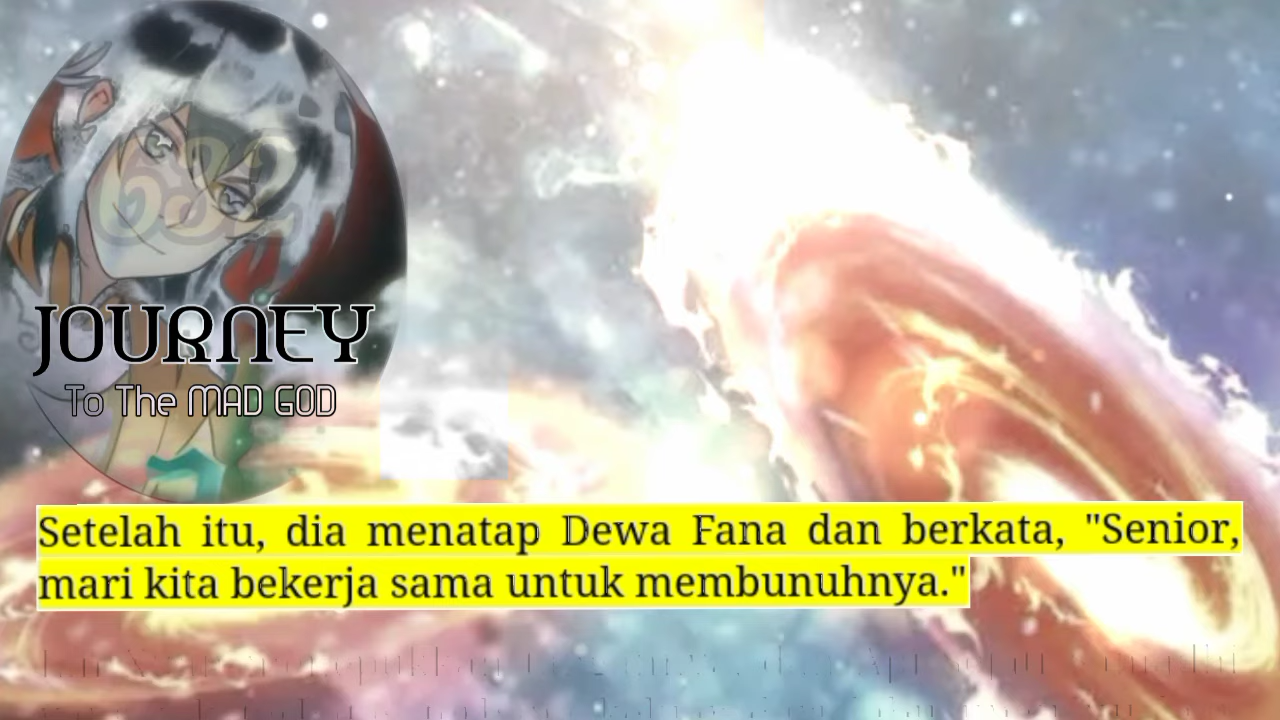 JOURNEY
To The MAD GOD
Setelah itu, dia menatap Dewa Fana dan berkata, "Senior,
mari kita bekerja sama untuk membunuhnya."